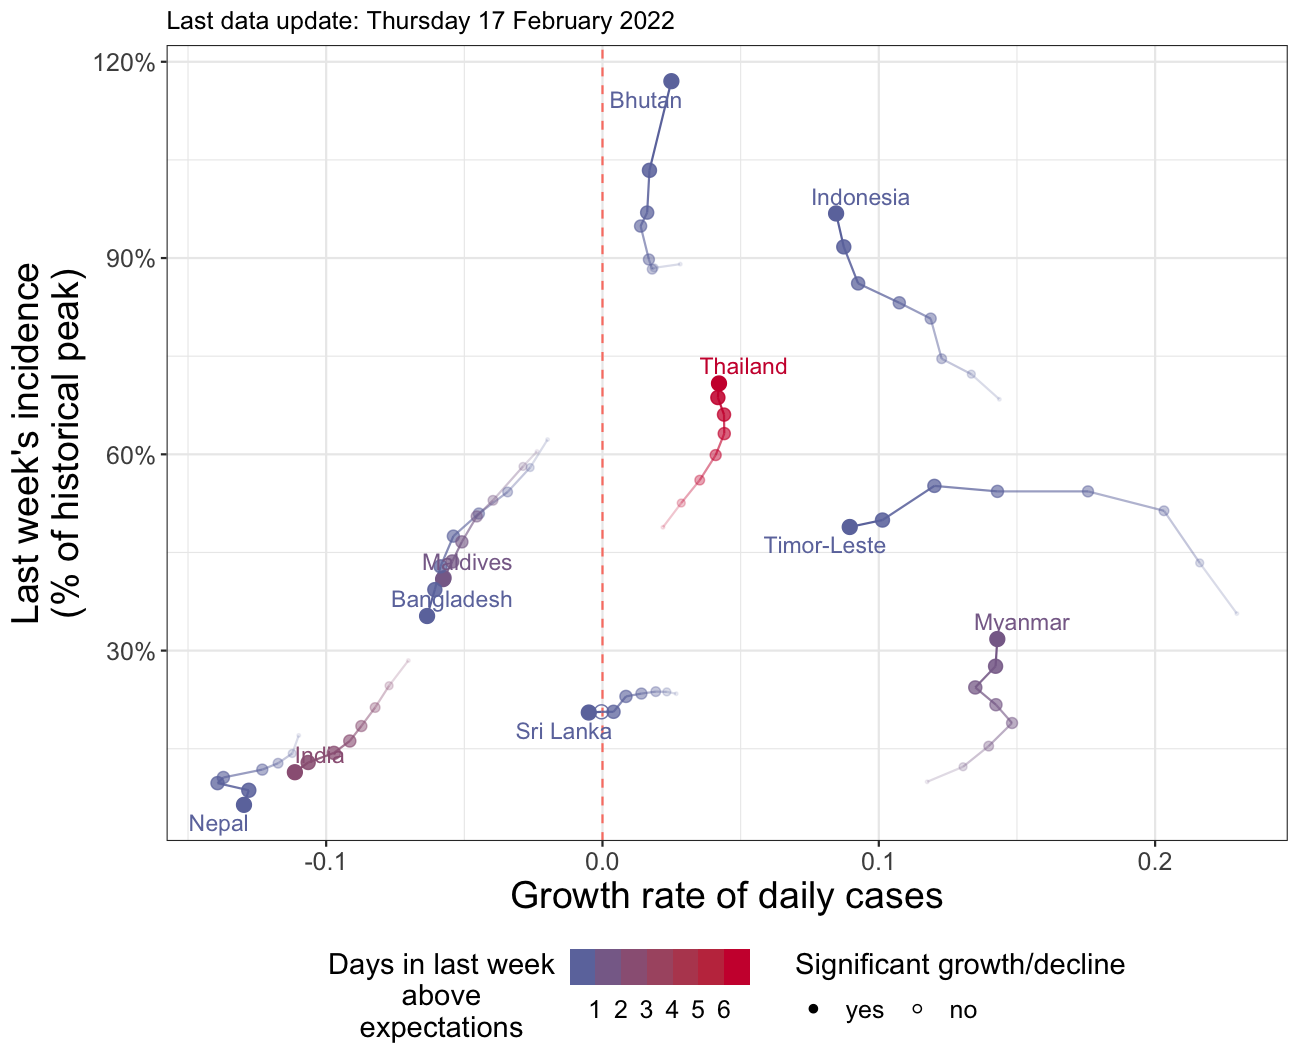 Last data update: Thursday 17 February 2022
120%
90%
60%
30%
Last week's incidence
(% of historical peak)
Bhutan
Indonesia
Thailand
Maldives
Timor-Leste
Bangladesh
Myanmar
Sri Lanka
India
Nepal
-0.1 0.0 0.1 0.2
Growth rate of daily cases
Days in last week
above
expectations
1 2 3 4 5 6
Significant growth/decline
yes no